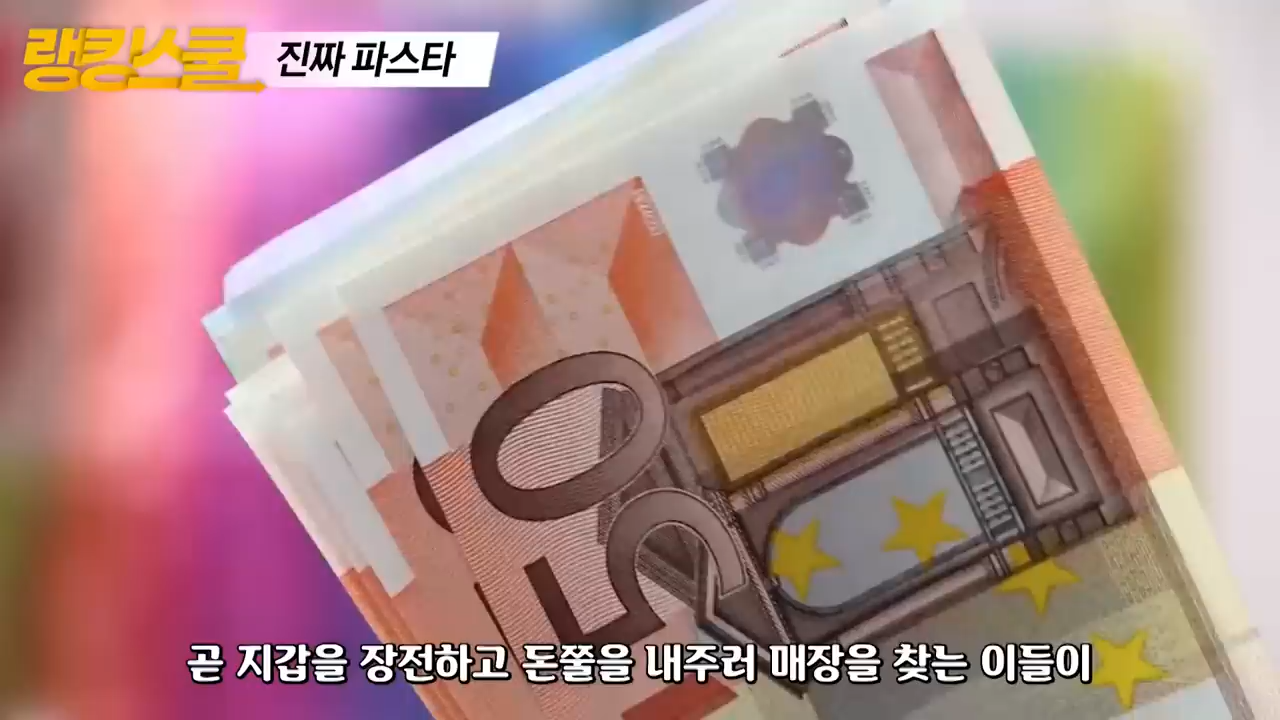 랭킹스쿨 진짜 파스타
50
곧 지갑을 장전하고 돈쭐을 내주러 매장을 찾는 이들이